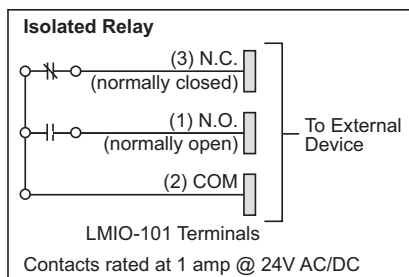 Isolated Relay
(3) N.C.
(normally closed)
(1) N.O.
(normally open)
To External
Device
(2) COM
LMIO-101 Terminals
Contacts rated at 1 amp @ 24V AC/DC